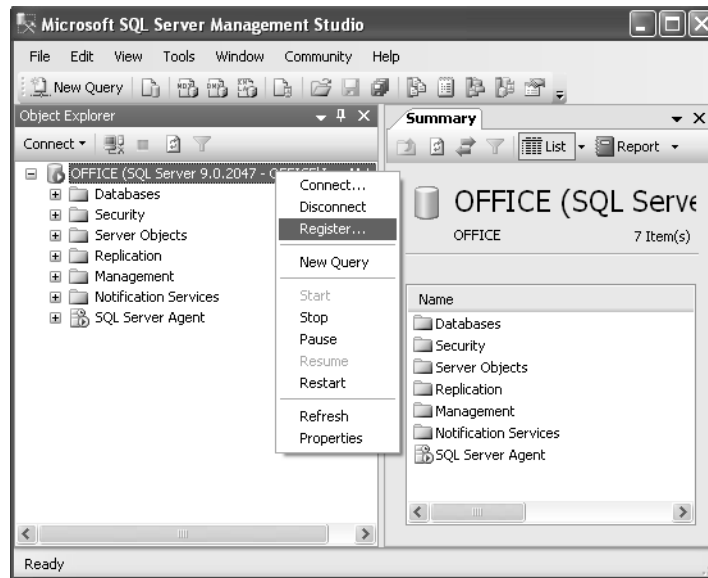 Microsoft SQL Server Management Studio
File Edit View Tools Window Community Help
New Query
Object Explorer
Connect
OFFICE (SQL Server 9.0.2047 -
Databases
Security
Server Objects
Replication
Management
Notification Services
SQL Server Agent
Connect...
Disconnect
Register...
New Query
Start
Stop
Pause
Resume
Restart
Refresh
Properties
Summary
List Report
OFFICE (SQL Serve
OFFICE 7 Item(s)
Name
Databases
Security
Server Objects
Replication
Management
Notification Services
SQL Server Agent
Ready